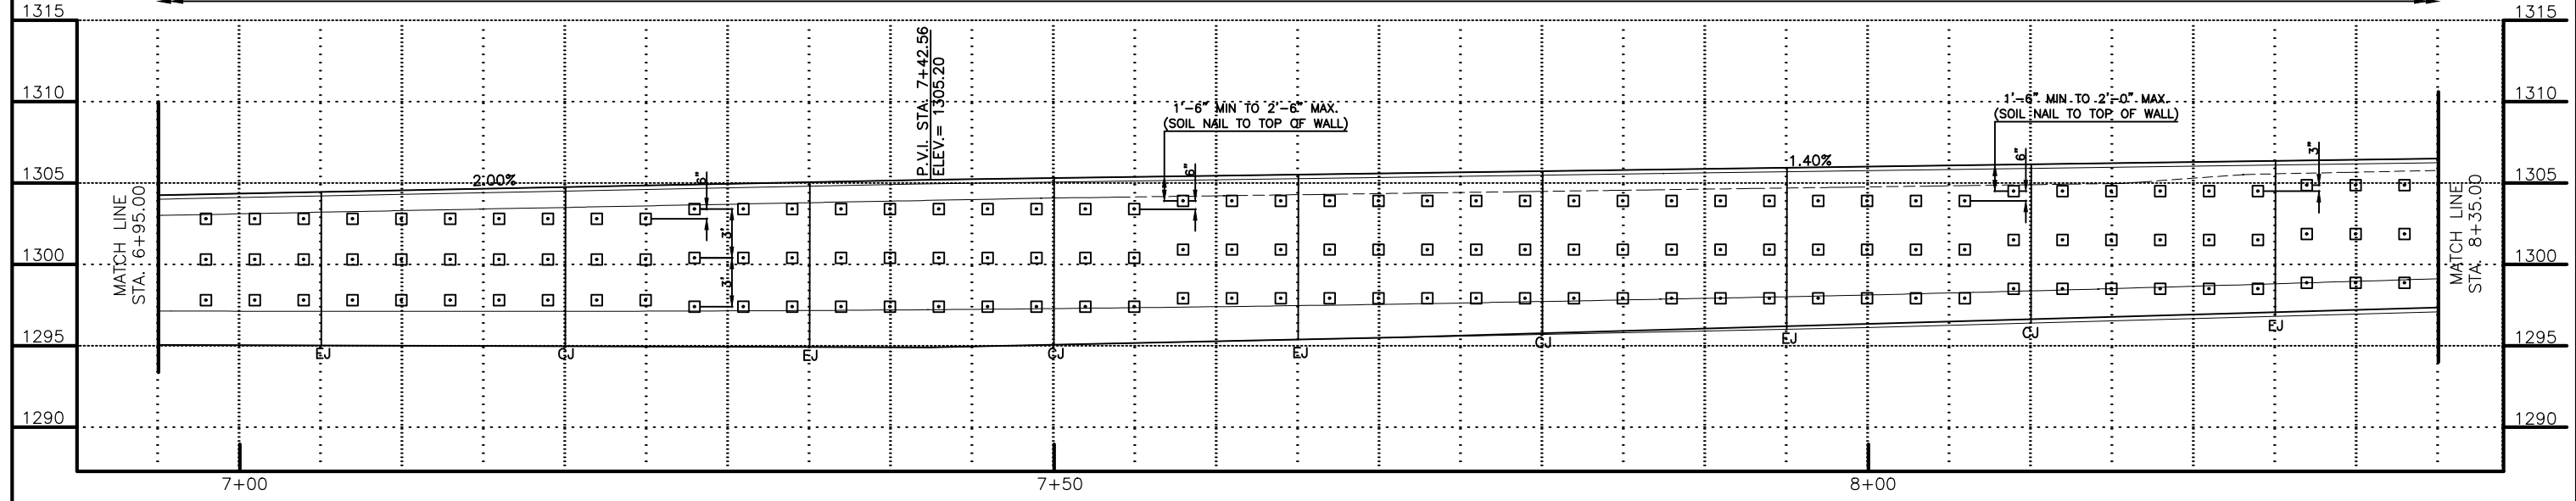 1315
1315
P.V.I. STA. 7+42.56
ELEV.= 1305.20
1310
1'-6" MIN TO 2'-6" MAX.
(SOIL NAIL TO TOP OF WALL)
1'-6" MIN TO 2'-0" MAX.
(SOIL NAIL TO TOP OF WALL)
1310
1305
2.00%
6"
6"
1.40%
6"
3"
1305
MATCH LINE
STA. 6+95.00
3'
3'
MATCH LINE
STA. 8+35.00
1300
1300
1295
EJ
CJ
EJ
CJ
EJ
CJ
EJ
CJ
EJ
1295
1290
1290
7+00
7+50
8+00